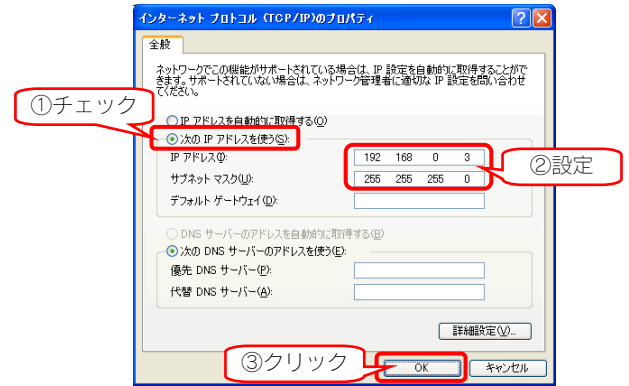 インターネット プロトコル (TCP/IP)のプロパティ
全般
ネットワークでこの機能がサポートされている場合は、IP 設定を自動的に取得することがで
きます。サポートされていない場合は、ネットワーク管理者に適切な IP 設定を問い合わせ
てください。
①チェック
IP アドレスを自動的に取得する(O)
次の IP アドレスを使う(S):
IP アドレス(I):
192 168 0 3
②設定
サブネット マスク(U):
255 255 255 0
デフォルト ゲートウェイ(D):
DNS サーバーのアドレスを自動的に取得する(B)
次の DNS サーバーのアドレスを使う(E):
優先 DNS サーバー(P):
代替 DNS サーバー(A):
詳細設定(V)...
③クリック
OK
キャンセル